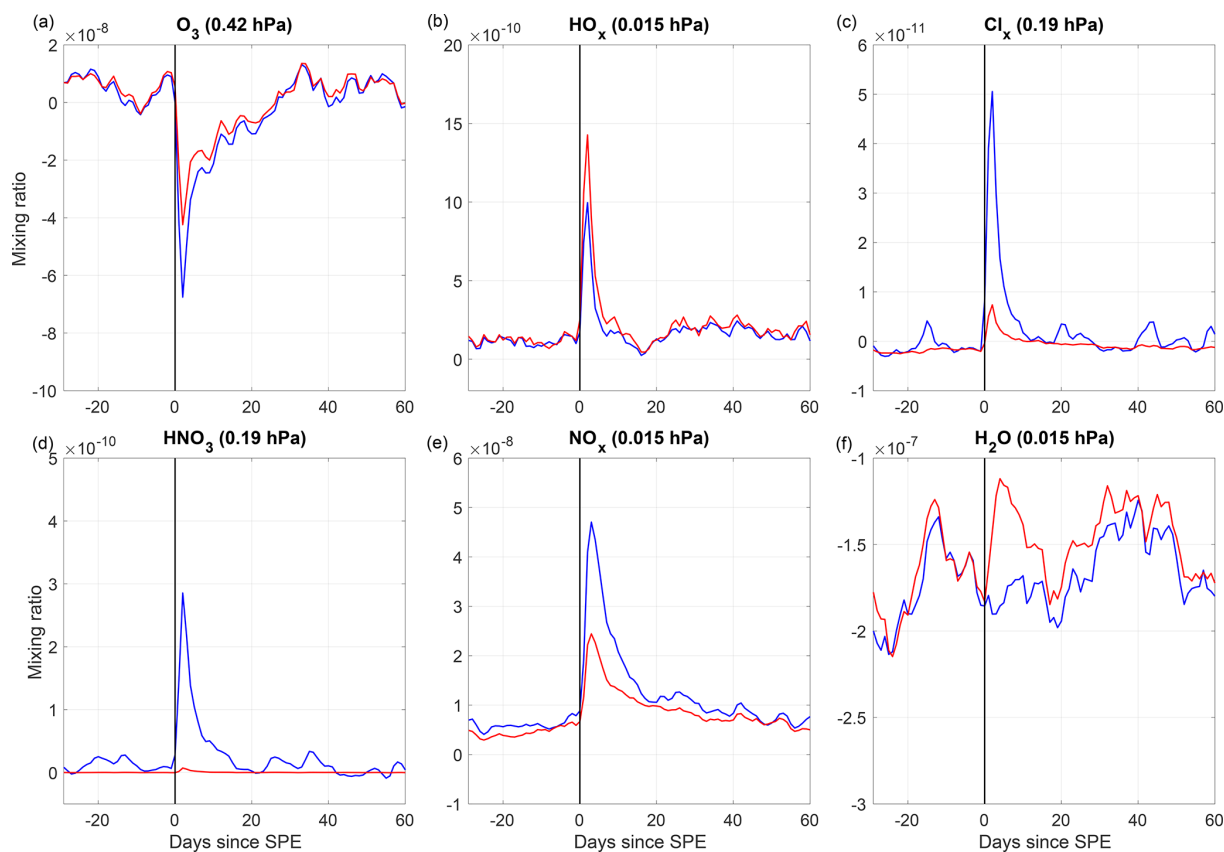 (a) O₃ (0.42 hPa)
×10⁻⁸
2
0
-2
-4
-6
-8
-10
Mixing ratio
-20 0 20 40 60
(b) HOₓ (0.015 hPa)
×10⁻¹⁰
20
15
10
5
0
-20 0 20 40 60
(c) Clₓ (0.19 hPa)
×10⁻¹¹
6
5
4
3
2
1
0
-1
-20 0 20 40 60
(d) HNO₃ (0.19 hPa)
×10⁻¹⁰
5
4
3
2
1
0
Mixing ratio
-20 0 20 40 60
Days since SPE
(e) NOₓ (0.015 hPa)
×10⁻⁸
6
5
4
3
2
1
0
-1
-20 0 20 40 60
Days since SPE
(f) H₂O (0.015 hPa)
×10⁻⁷
-1
-1.5
-2
-2.5
-3
-20 0 20 40 60
Days since SPE